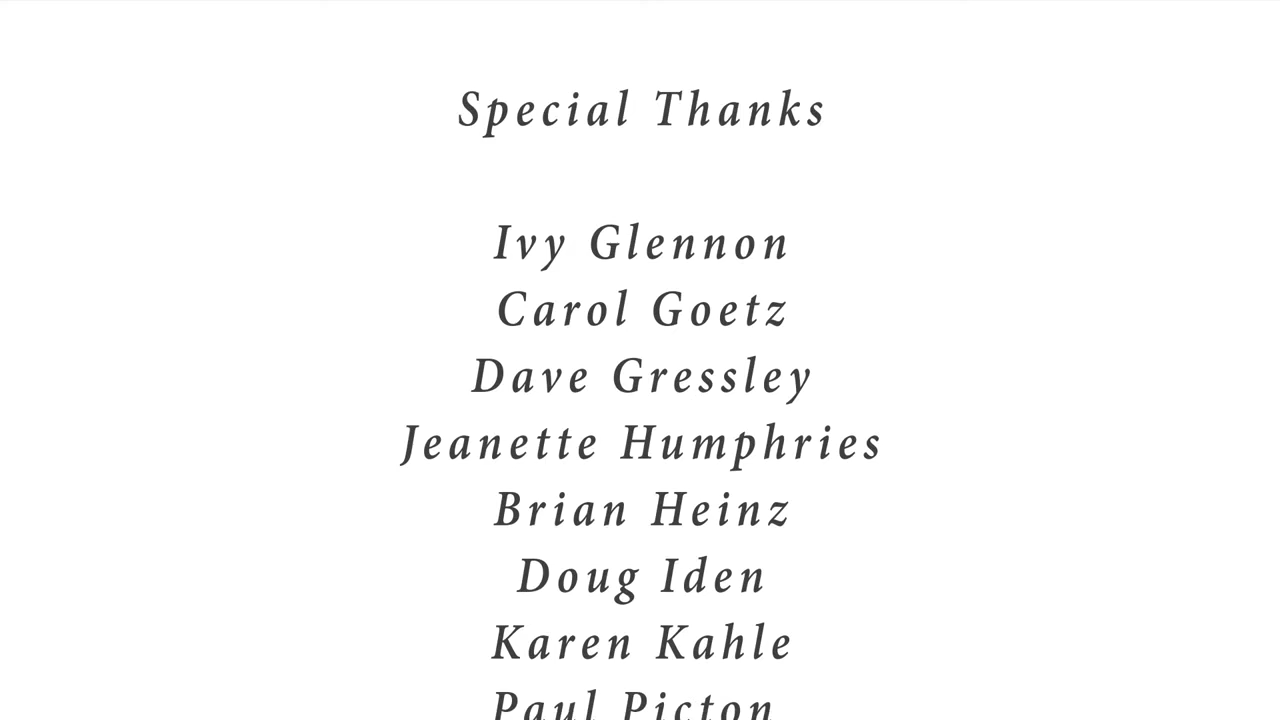 Special Thanks
Ivy Glennon
Carol Goetz
Dave Gressley
Jeanette Humphries
Brian Heinz
Doug Iden
Karen Kahle
Paul Picton